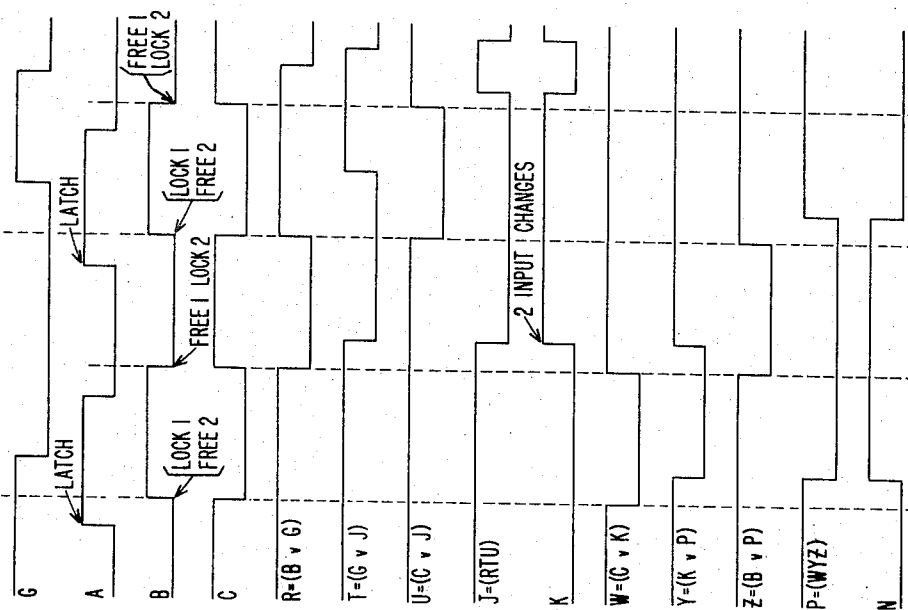 G
LATCH
LATCH
A
B
(LOCK 1
FREE 2
FREE 1 LOCK 2
(LOCK 1
FREE 2
(FREE 1
LOCK 2
C
R=(B v G)
T=(G v J)
U=(C v J)
J=(RTU)
2 INPUT CHANGES
K
W=(C v K)
Y=(K v P)
Z=(B v P)
P=(WYZ)
N